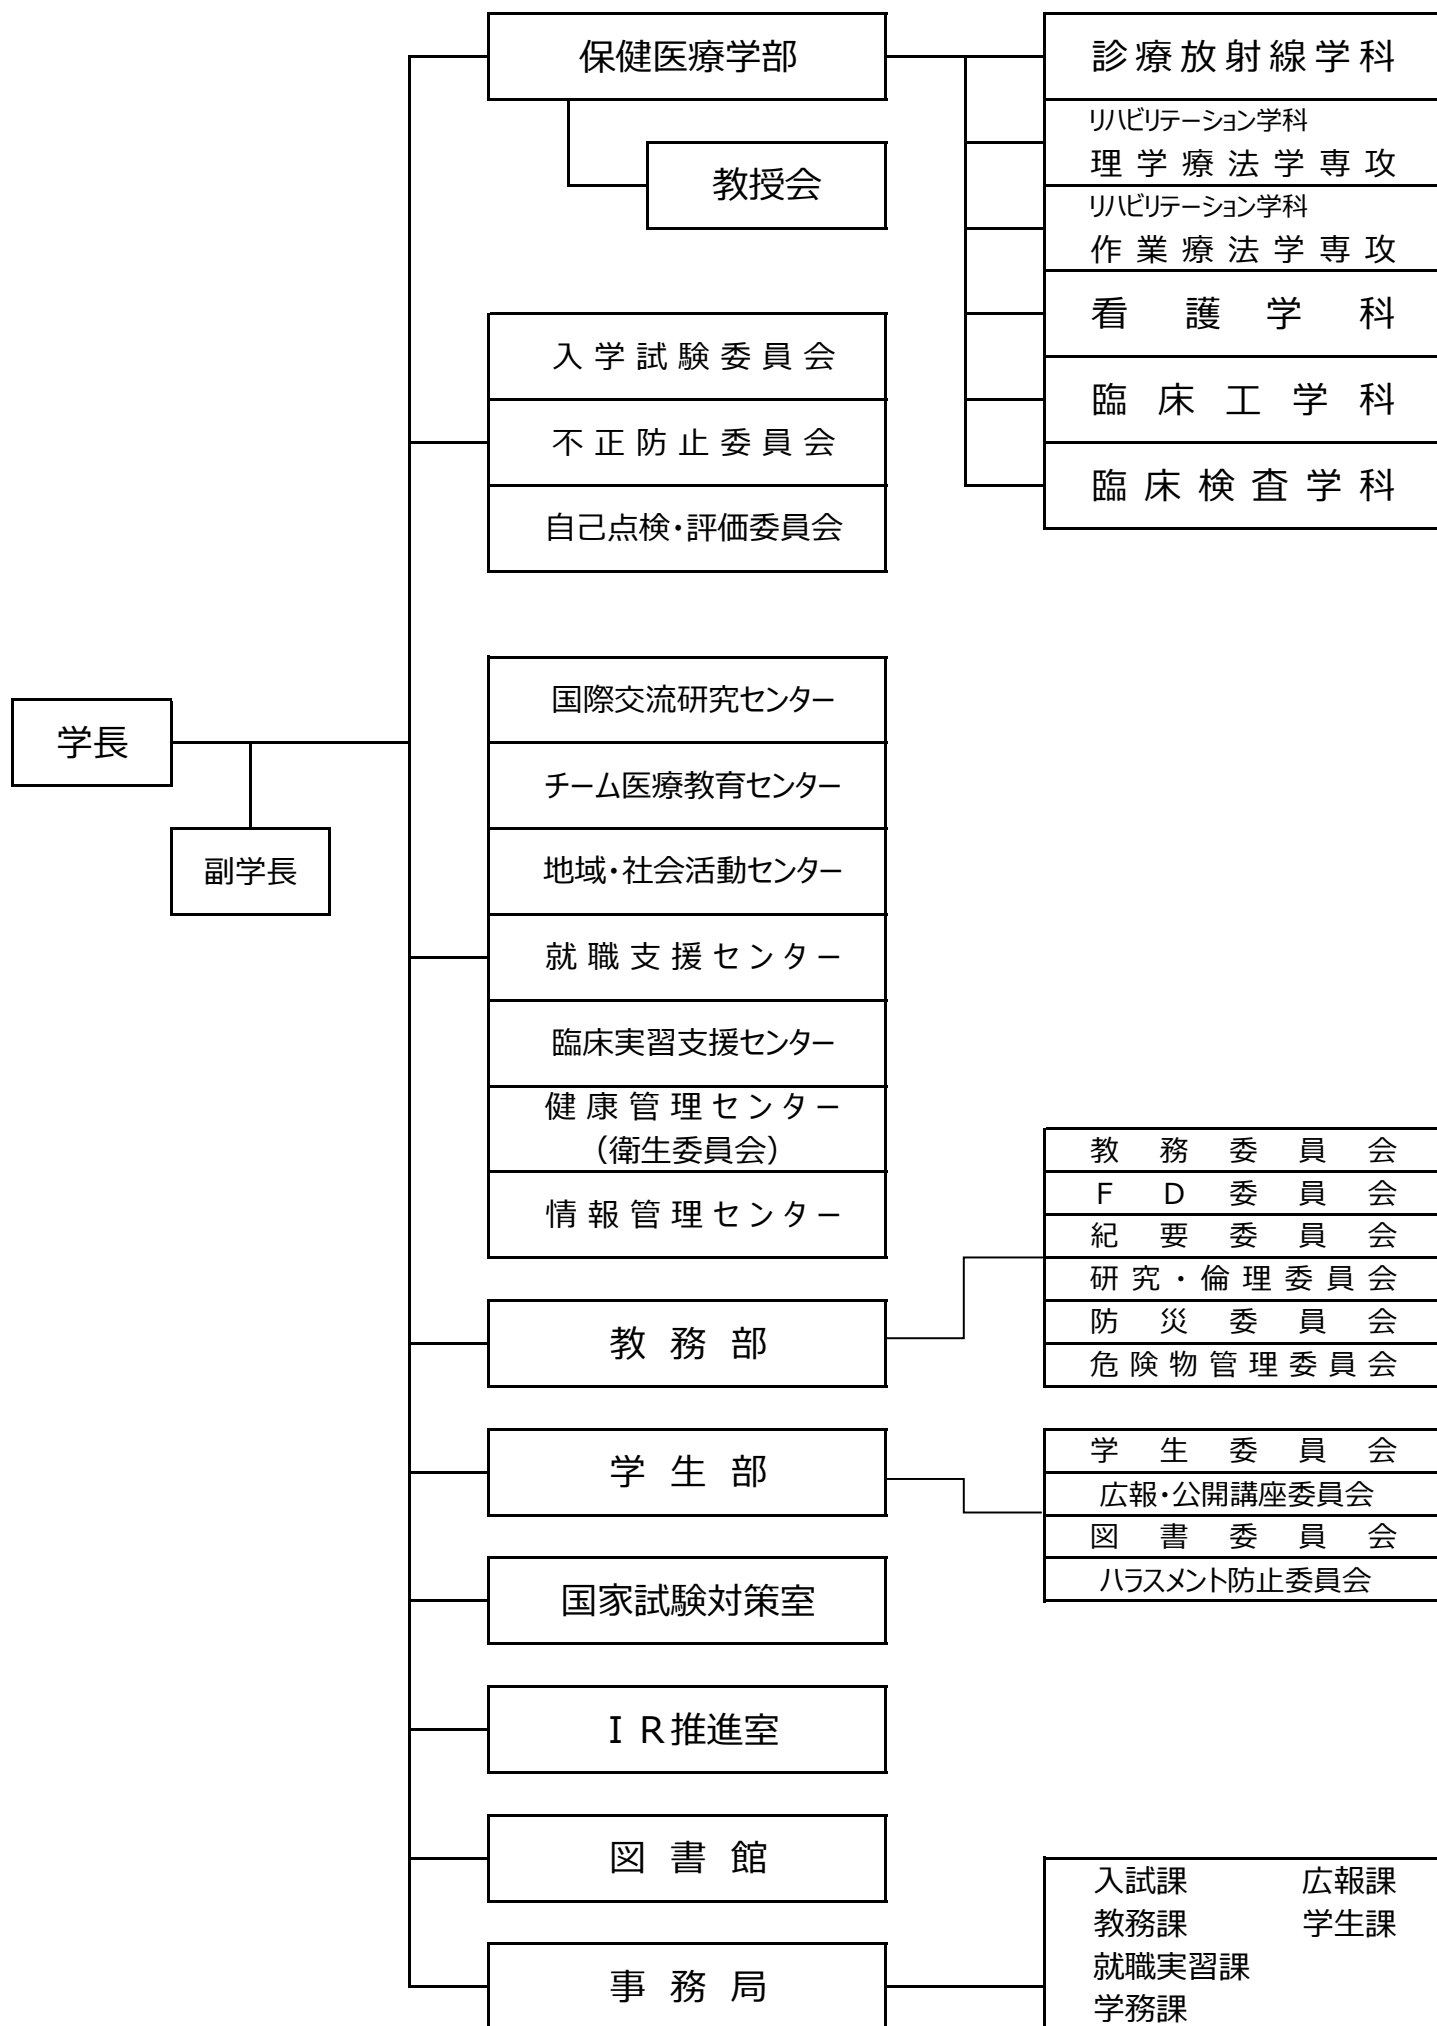 保健医療学部
教授会
診療放射線学科
リハビリテーション学科
理学療法学専攻
リハビリテーション学科
作業療法学専攻
看護学科
臨床工学科
臨床検査学科
入学試験委員会
不正防止委員会
自己点検・評価委員会
学長
副学長
国際交流研究センター
チーム医療教育センター
地域・社会活動センター
就職支援センター
臨床実習支援センター
健康管理センター
（衛生委員会）
情報管理センター
教務部
教務委員会
ＦＤ委員会
紀要委員会
研究・倫理委員会
防災委員会
危険物管理委員会
学生部
学生委員会
広報・公開講座委員会
図書委員会
ハラスメント防止委員会
国家試験対策室
ＩＲ推進室
図書館
事務局
入試課 広報課
教務課 学生課
就職実習課
学務課